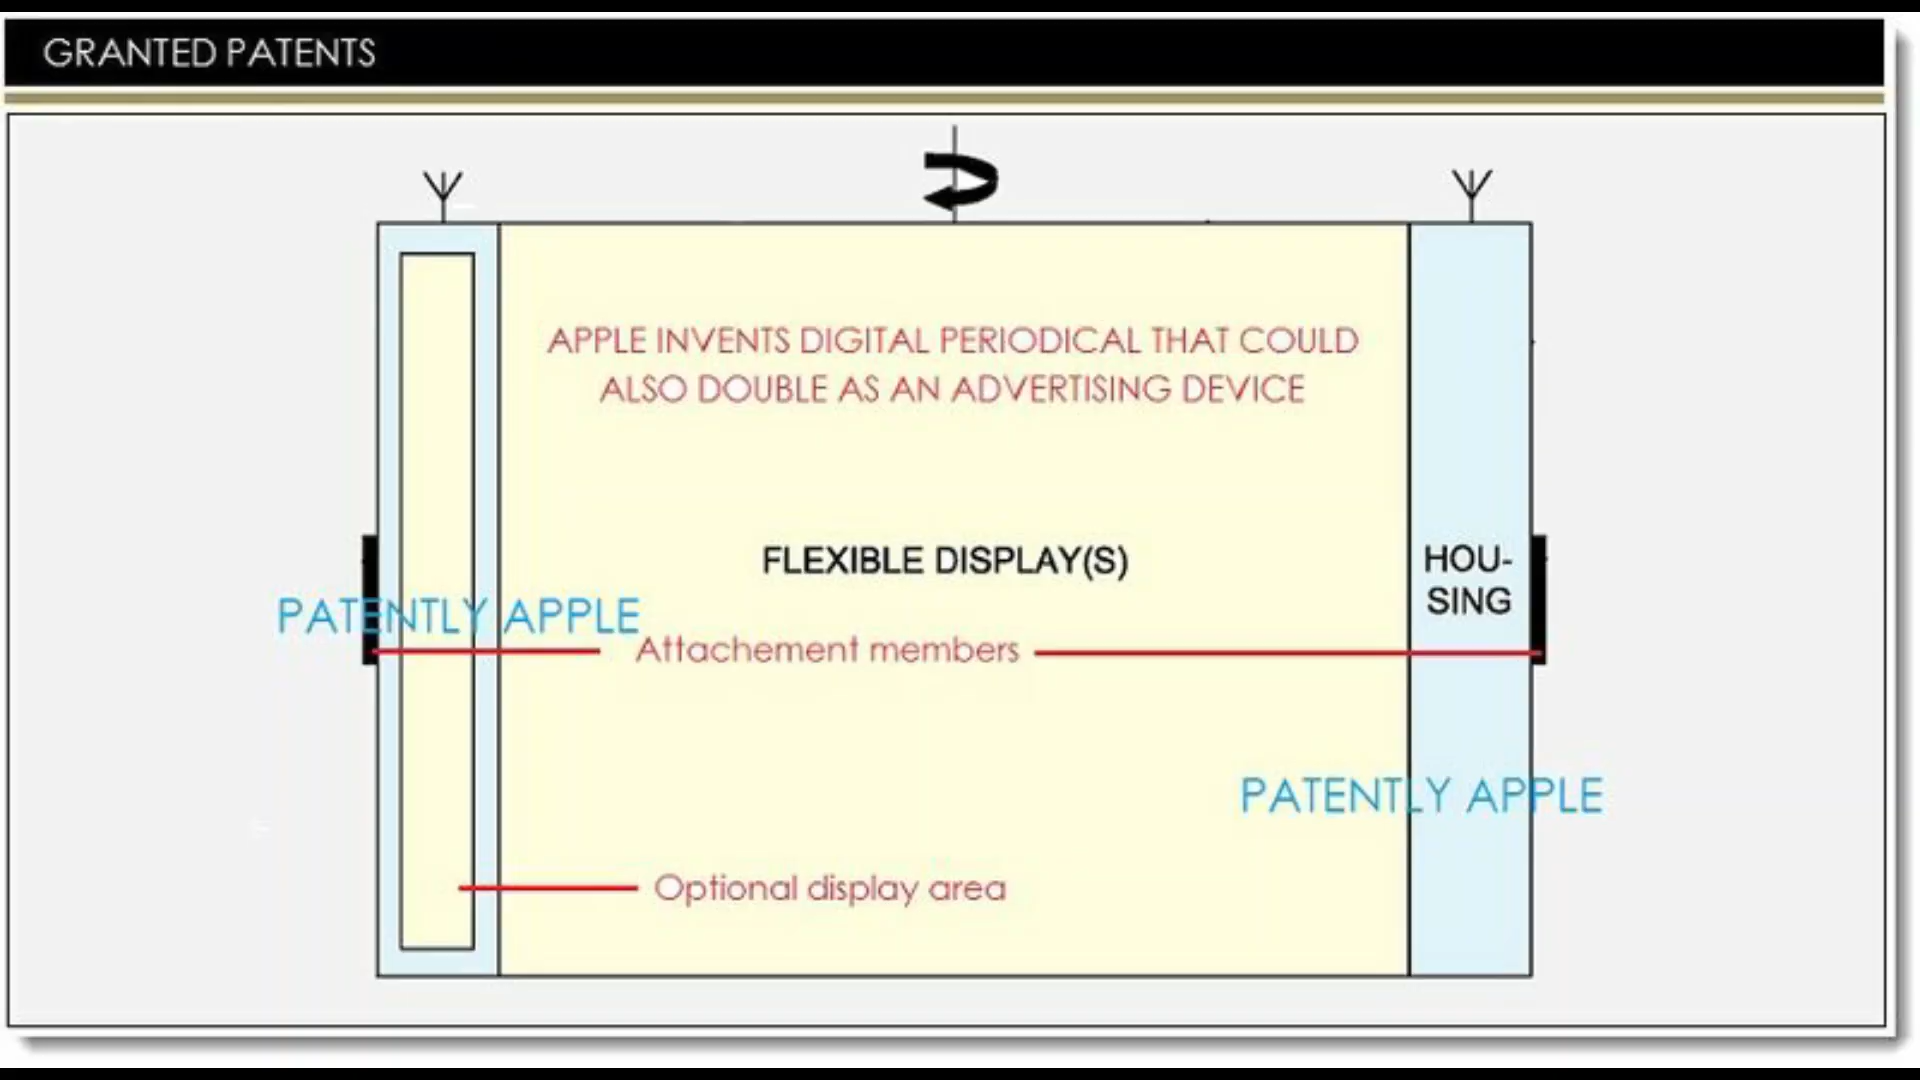 GRANTED PATENTS
APPLE INVENTS DIGITAL PERIODICAL THAT COULD
ALSO DOUBLE AS AN ADVERTISING DEVICE
FLEXIBLE DISPLAY(S)
HOU-
SING
PATENTLY APPLE
Attachement members
PATENTLY APPLE
Optional display area